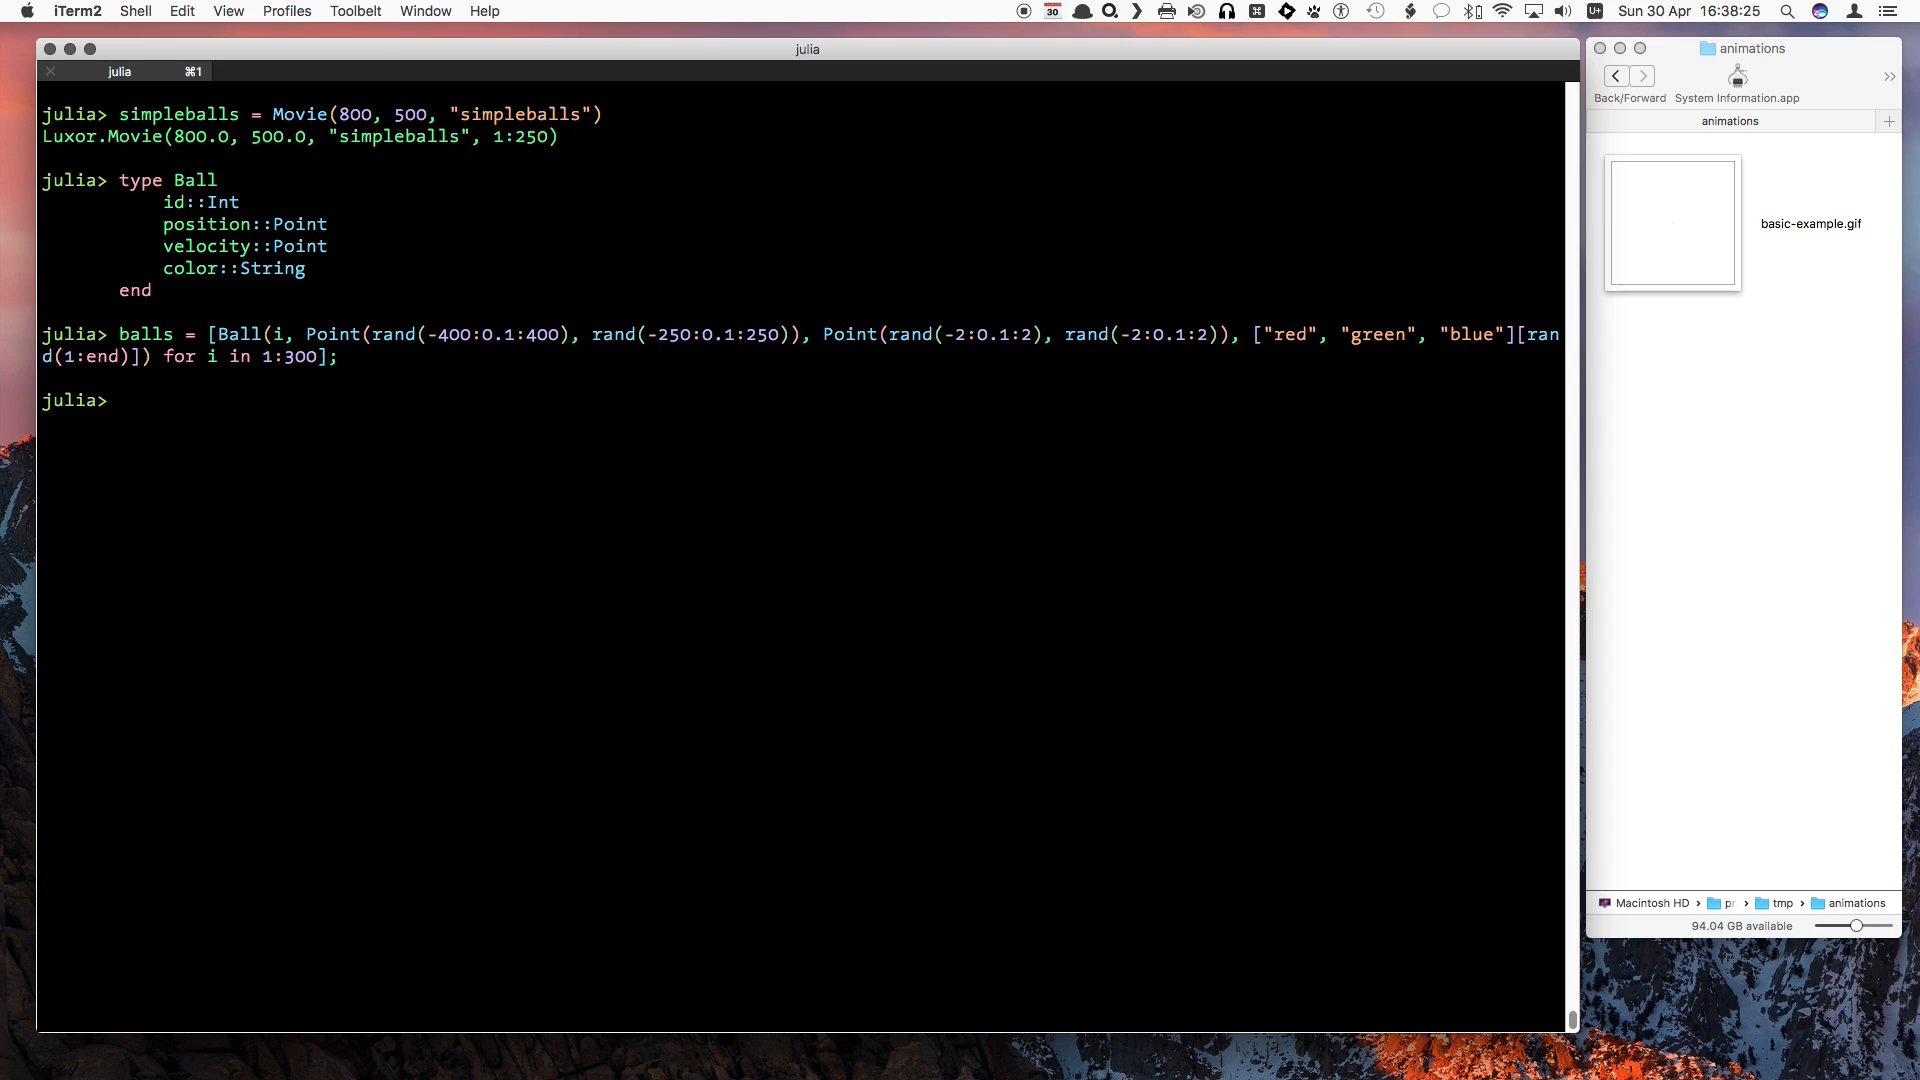 iTerm2 Shell Edit View Profiles Toolbelt Window Help 30 U+ Sun 30 Apr 16:38:25
julia
julia ⌘1
julia> simpleballs = Movie(800, 500, "simpleballs")
Luxor.Movie(800.0, 500.0, "simpleballs", 1:250)
julia> type Ball
id::Int
position::Point
velocity::Point
color::String
end
julia> balls = [Ball(i, Point(rand(-400:0.1:400), rand(-250:0.1:250)), Point(rand(-2:0.1:2), rand(-2:0.1:2)), ["red", "green", "blue"][ran
d(1:end)]) for i in 1:300];
julia>
animations
Back/Forward System Information.app
animations
basic-example.gif
Macintosh HD › pr › tmp › animations
94.04 GB available